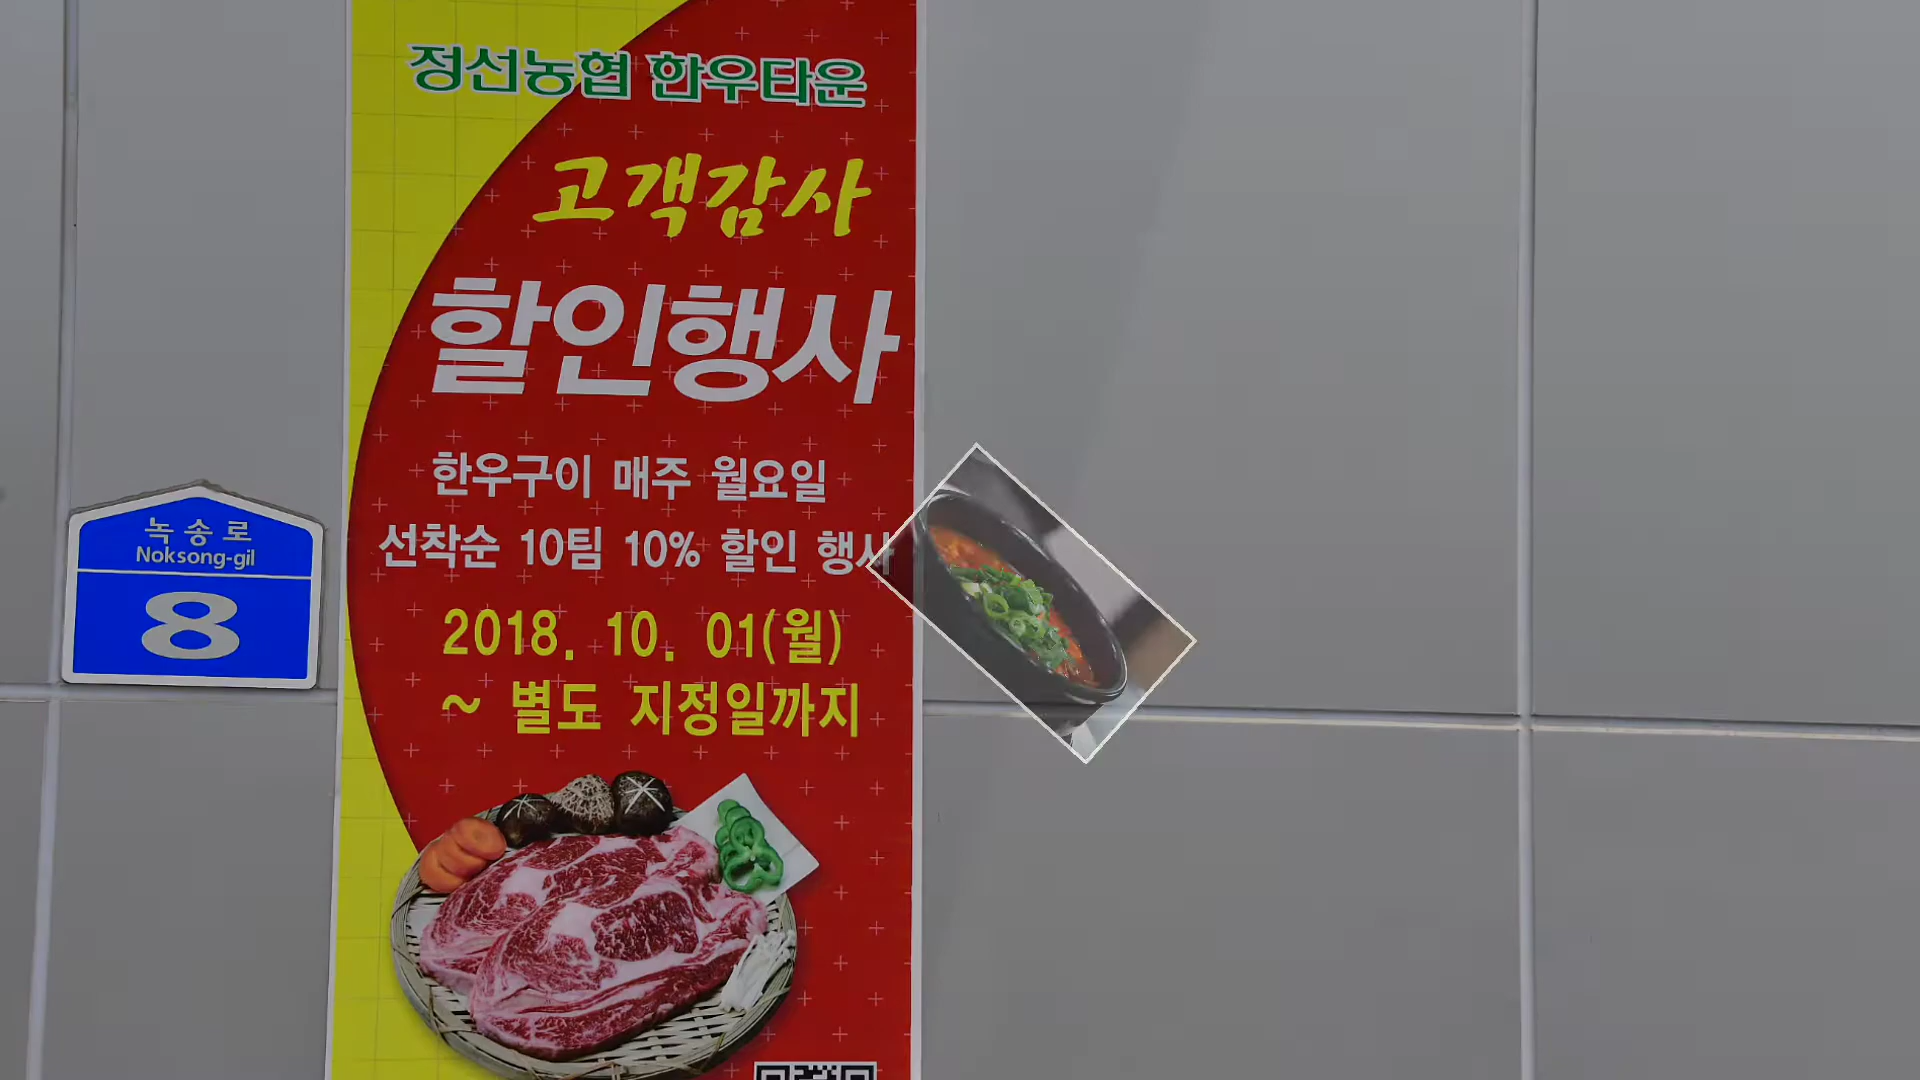 정선농협 한우타운
고객감사
할인행사
한우구이 매주 월요일
선착순 10팀 10% 할인 행사
2018. 10. 01(월)
~ 별도 지정일까지
녹송로
Noksong-gil
8